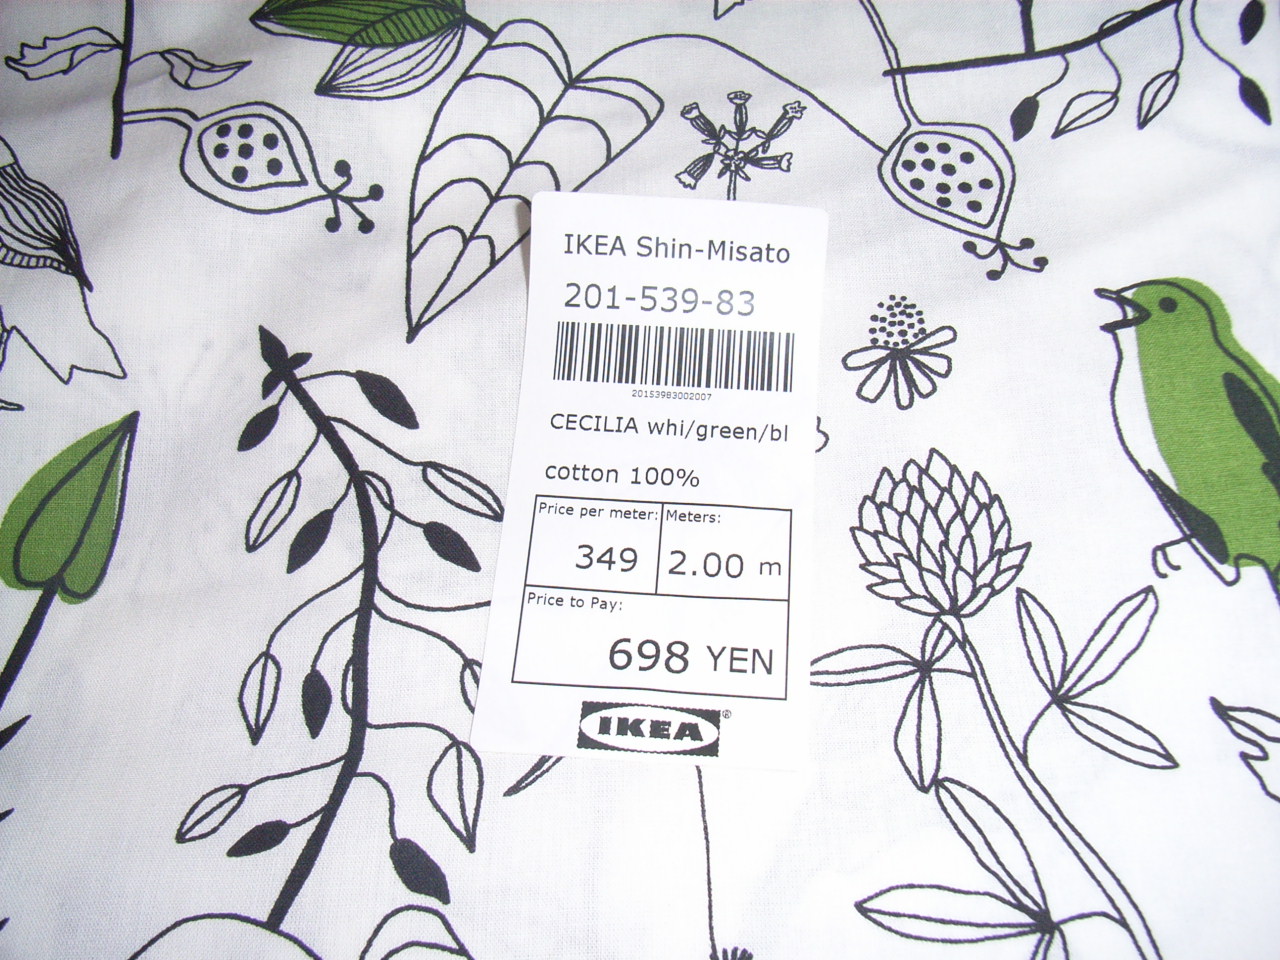 IKEA Shin-Misato
201-539-83
20153983002007
CECILIA whi/green/bl
cotton 100%
Price per meter: Meters:
349 2.00 m
Price to Pay:
698 YEN
IKEA®